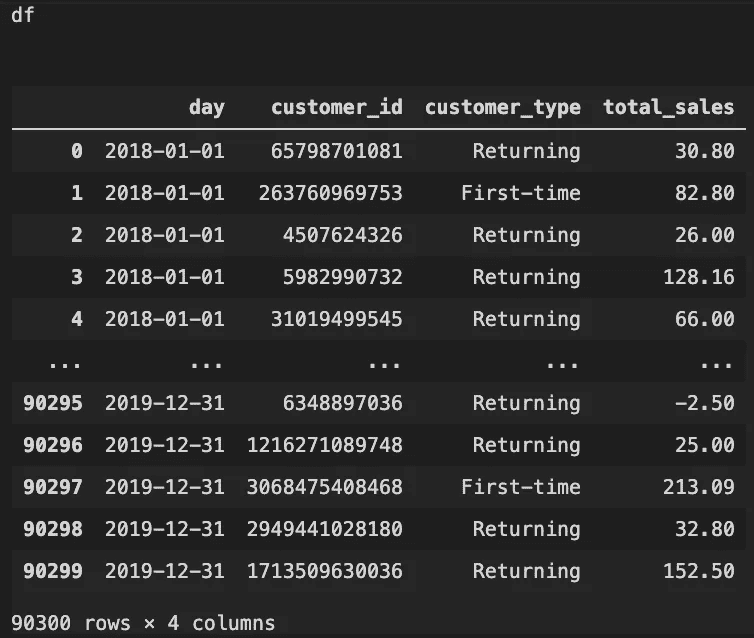 df
day customer_id customer_type total_sales
0 2018-01-01 65798701081 Returning 30.80
1 2018-01-01 263760969753 First-time 82.80
2 2018-01-01 4507624326 Returning 26.00
3 2018-01-01 5982990732 Returning 128.16
4 2018-01-01 31019499545 Returning 66.00
... ... ... ... ...
90295 2019-12-31 6348897036 Returning -2.50
90296 2019-12-31 1216271089748 Returning 25.00
90297 2019-12-31 3068475408468 First-time 213.09
90298 2019-12-31 2949441028180 Returning 32.80
90299 2019-12-31 1713509630036 Returning 152.50
90300 rows × 4 columns